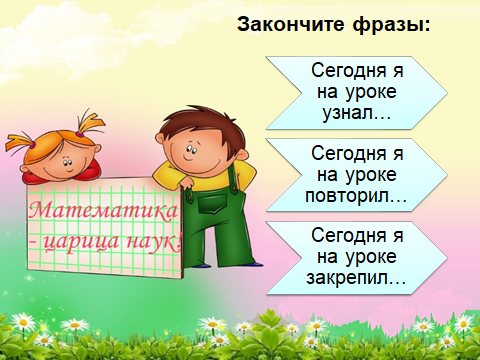 Закончите фразы:
Сегодня я
на уроке
узнал...
Сегодня я
на уроке
повторил...
Сегодня я
на уроке
закрепил...
Математика
- царица наук!